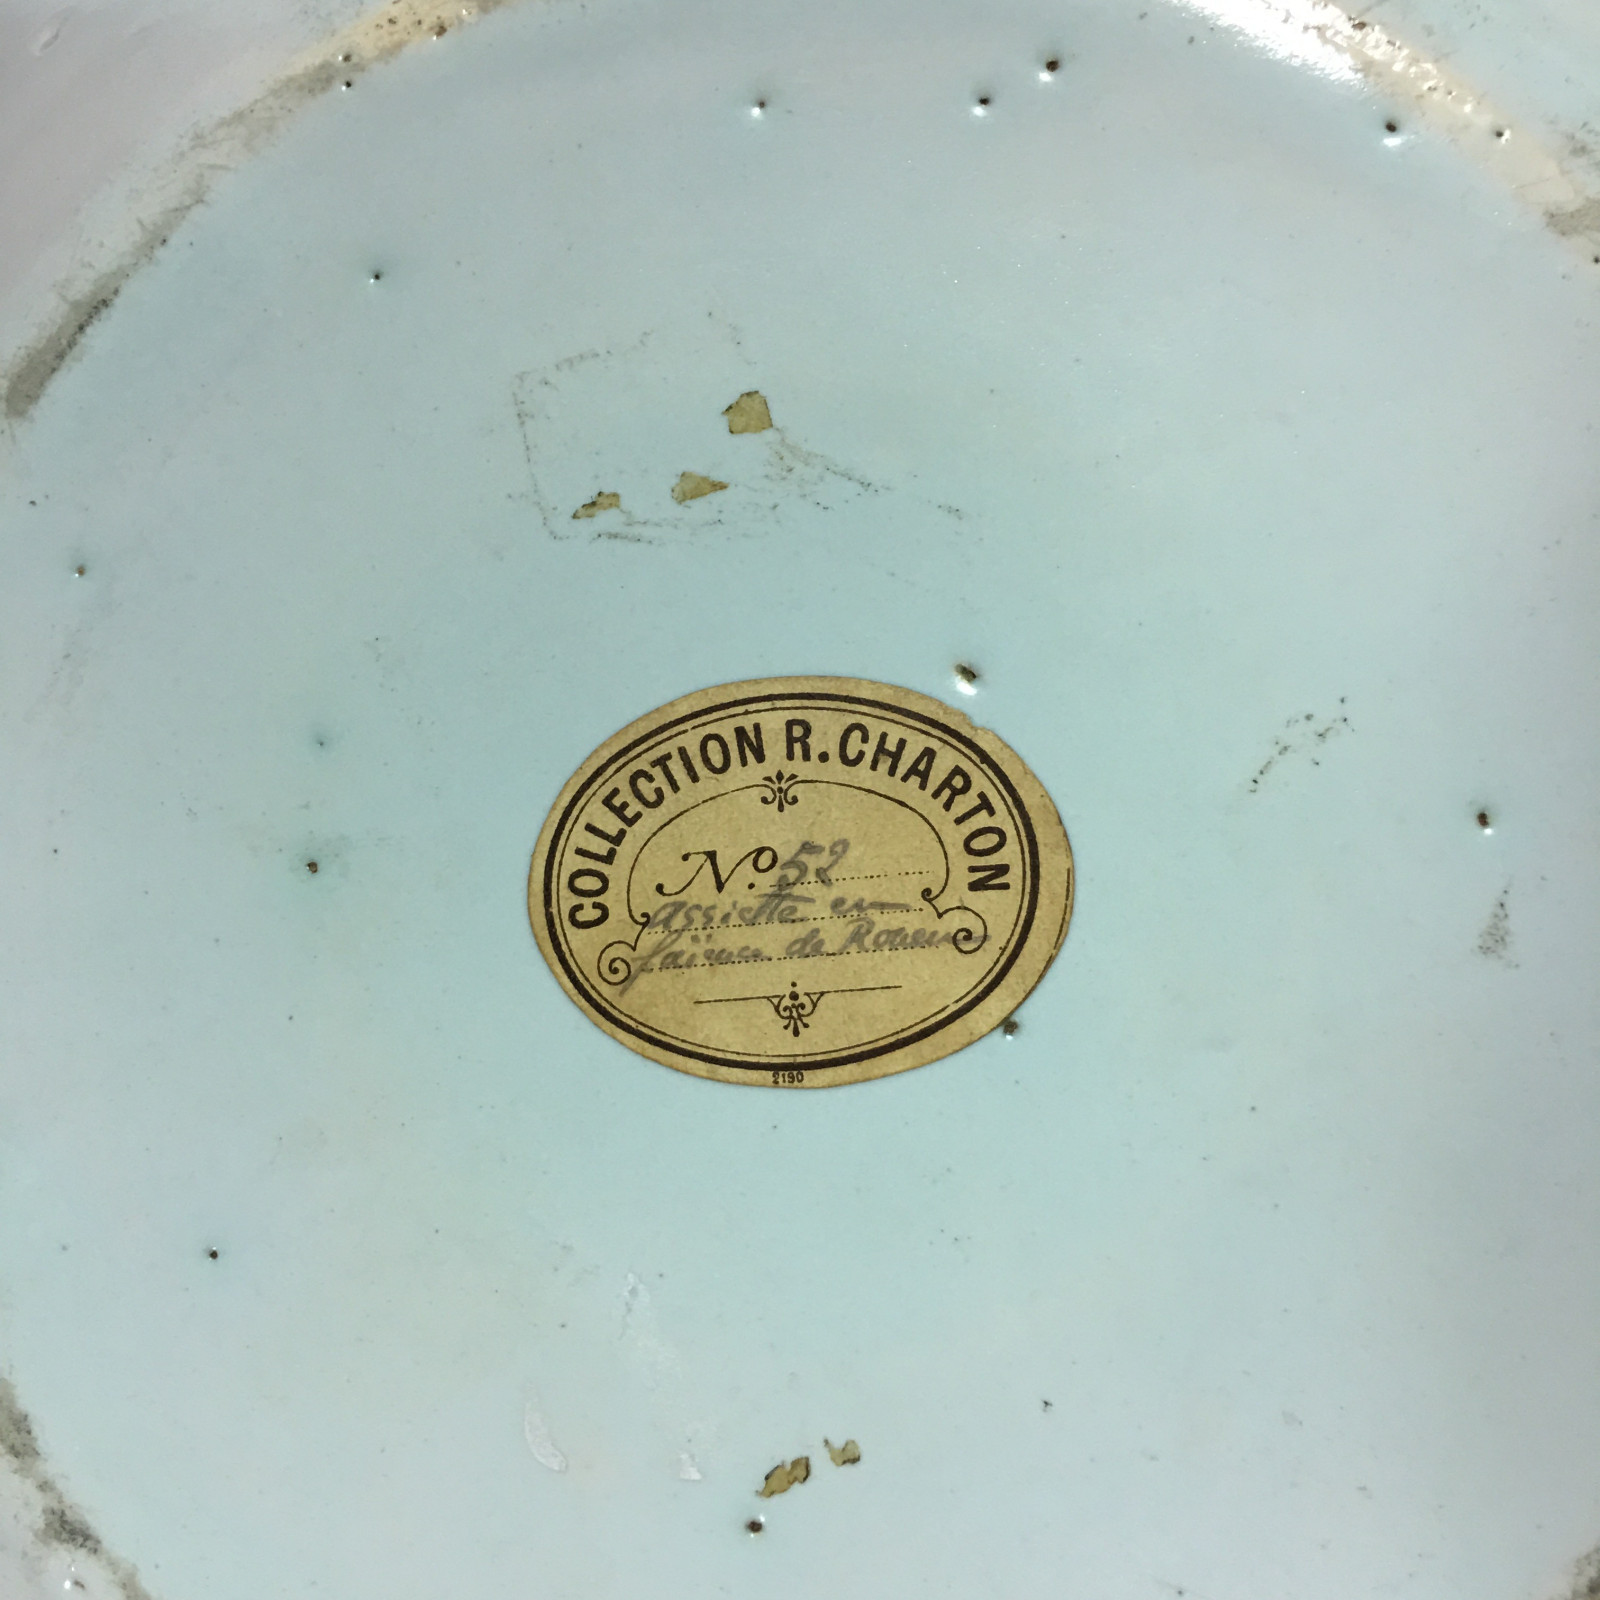 COLLECTION R. CHARTON
No. 52
assiette en
faïence de Rouen
2190